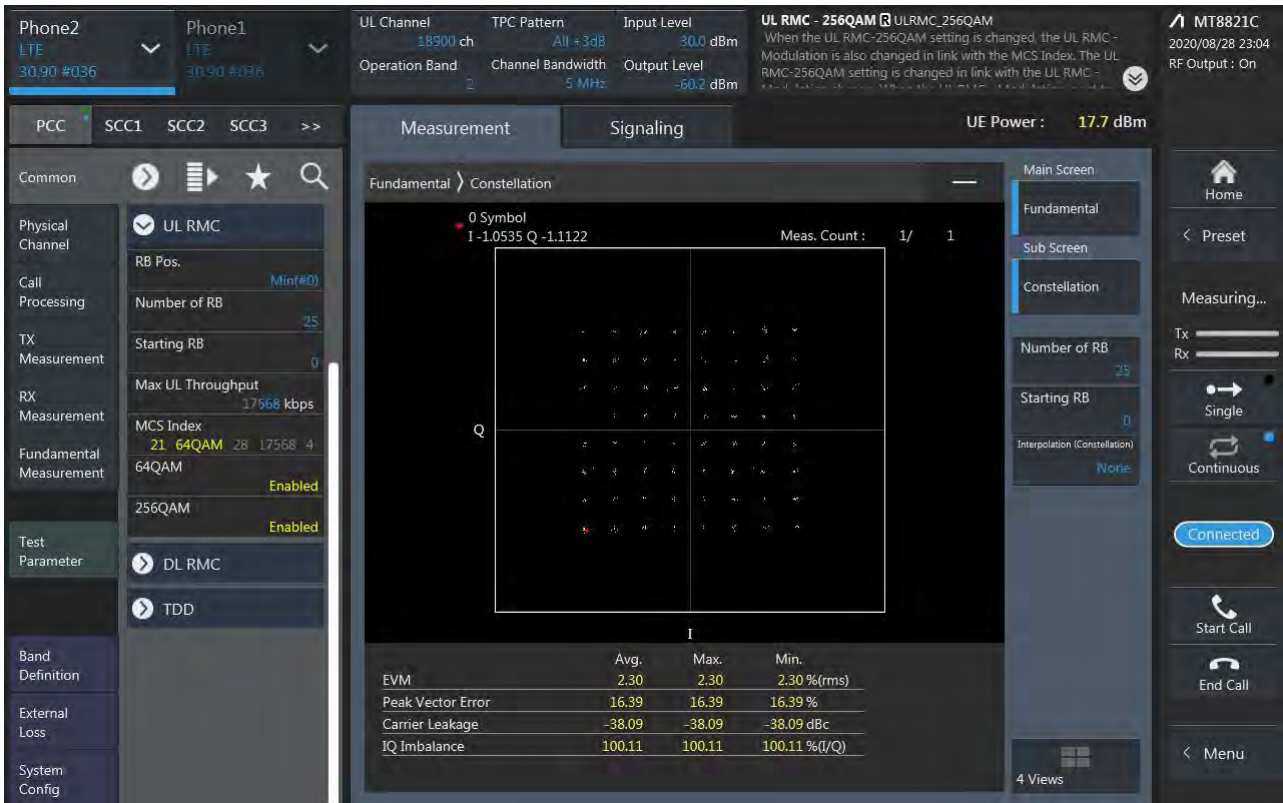 Phone2
LTE
30.90 #036
Phone1
LTE
30.90 #036
UL Channel
18900 ch
Operation Band
2
TPC Pattern
All +3dB
Channel Bandwidth
5 MHz
Input Level
30.0 dBm
Output Level
-60.2 dBm
UL RMC - 256QAM R ULRMC_256QAM
When the UL RMC-256QAM setting is changed, the UL RMC -
Modulation is also changed in link with the MCS Index. The UL
RMC-256QAM setting is changed in link with the UL RMC -
MT8821C
2020/08/28 23:04
RF Output : On
PCC SCC1 SCC2 SCC3 >>
Measurement
Signaling
UE Power : 17.7 dBm
Common
Physical
Channel
Call
Processing
TX
Measurement
RX
Measurement
Fundamental
Measurement
Test
Parameter
Band
Definition
External
Loss
System
Config
UL RMC
RB Pos.
Min(#0)
Number of RB
25
Starting RB
0
Max UL Throughput
17568 kbps
MCS Index
21 64QAM 28 17568 4
64QAM
Enabled
256QAM
Enabled
DL RMC
TDD
Fundamental > Constellation
0 Symbol
I -1.0535 Q -1.1122
Meas. Count : 1/ 1
Q
I
Avg. Max. Min.
EVM 2.30 2.30 2.30 %(rms)
Peak Vector Error 16.39 16.39 16.39 %
Carrier Leakage -38.09 -38.09 -38.09 dBc
IQ Imbalance 100.11 100.11 100.11 %(I/Q)
Main Screen
Fundamental
Sub Screen
Constellation
Number of RB
25
Starting RB
0
Interpolation (Constellation)
None
4 Views
Home
< Preset
Measuring...
Tx
Rx
Single
Continuous
Connected
Start Call
End Call
< Menu